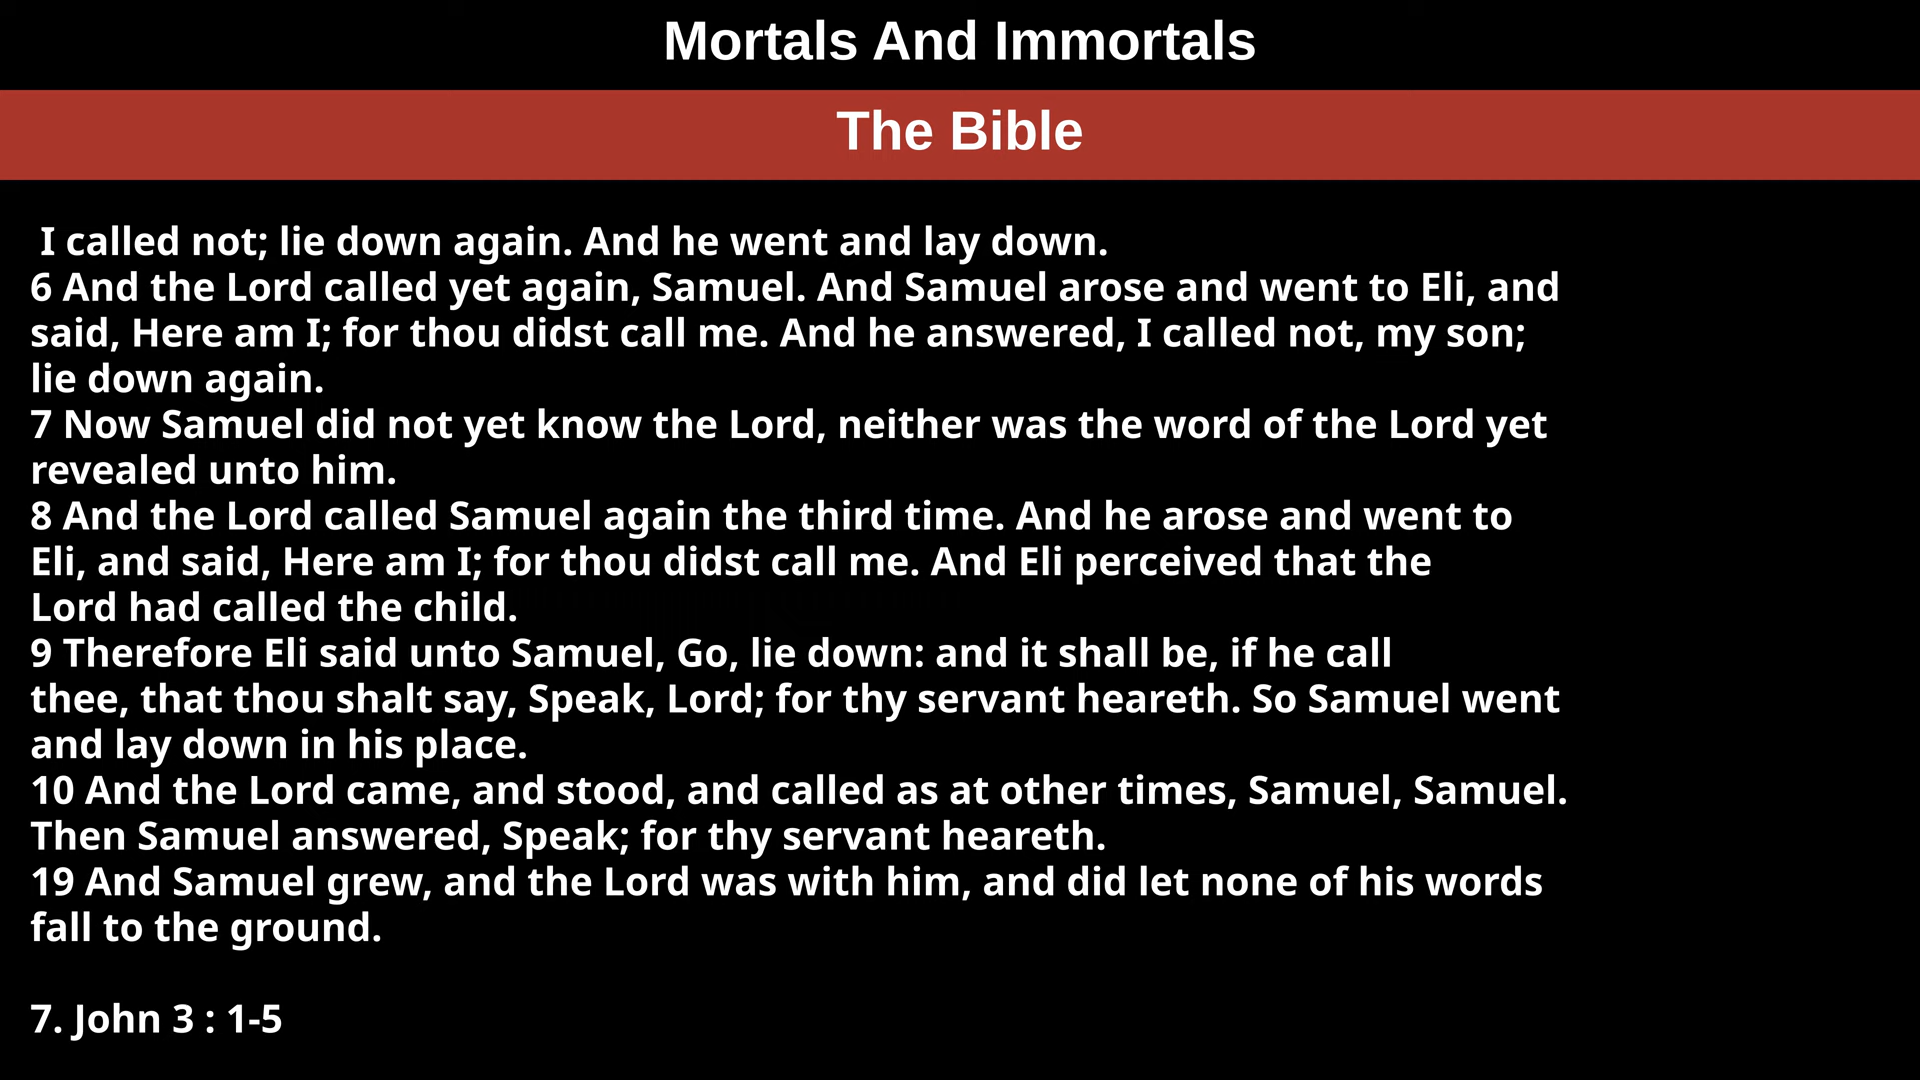 Mortals And Immortals
The Bible
I called not; lie down again. And he went and lay down.
6 And the Lord called yet again, Samuel. And Samuel arose and went to Eli, and
said, Here am I; for thou didst call me. And he answered, I called not, my son;
lie down again.
7 Now Samuel did not yet know the Lord, neither was the word of the Lord yet
revealed unto him.
8 And the Lord called Samuel again the third time. And he arose and went to
Eli, and said, Here am I; for thou didst call me. And Eli perceived that the
Lord had called the child.
9 Therefore Eli said unto Samuel, Go, lie down: and it shall be, if he call
thee, that thou shalt say, Speak, Lord; for thy servant heareth. So Samuel went
and lay down in his place.
10 And the Lord came, and stood, and called as at other times, Samuel, Samuel.
Then Samuel answered, Speak; for thy servant heareth.
19 And Samuel grew, and the Lord was with him, and did let none of his words
fall to the ground.
7. John 3 : 1-5